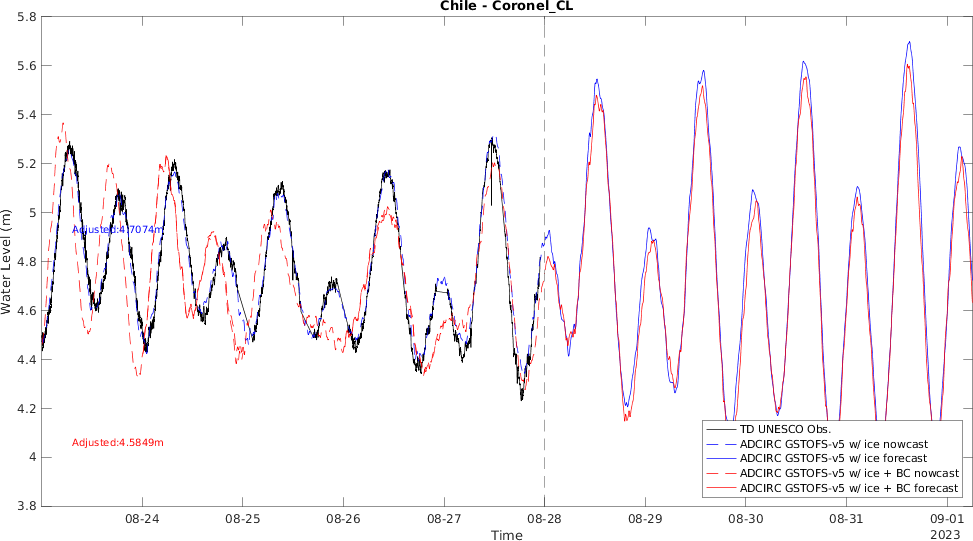 Chile - Coronel_CL
5.8
5.6
5.4
5.2
5
4.8
4.6
4.4
4.2
4
3.8
Water Level (m)
Adjusted:4.7074m
Adjusted:4.5849m
TD UNESCO Obs.
ADCIRC GSTOFS-v5 w/ ice nowcast
ADCIRC GSTOFS-v5 w/ ice forecast
ADCIRC GSTOFS-v5 w/ ice + BC nowcast
ADCIRC GSTOFS-v5 w/ ice + BC forecast
08-24 08-25 08-26 08-27 08-28 08-29 08-30 08-31 09-01
2023
Time